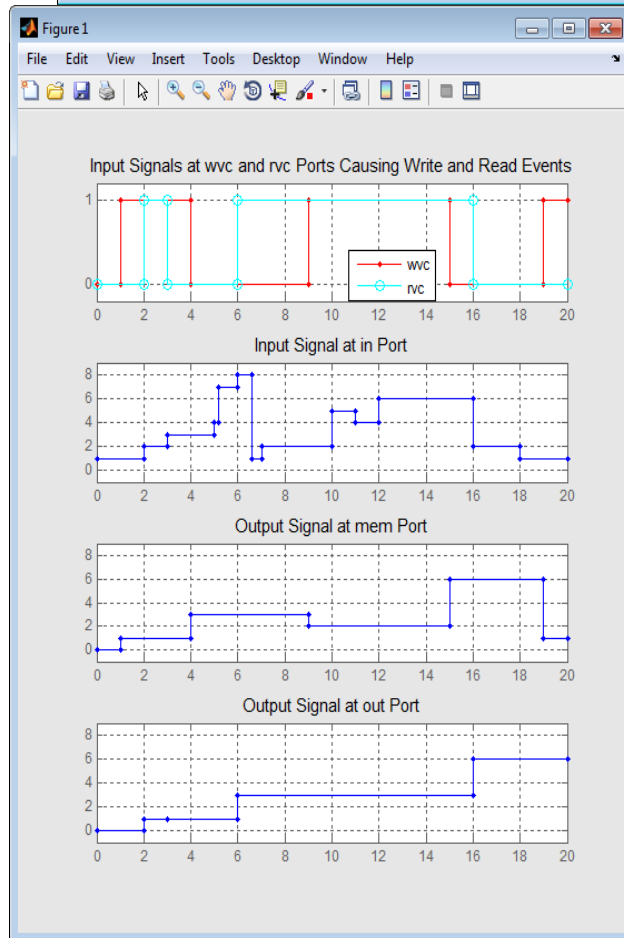 Figure 1
File Edit View Insert Tools Desktop Window Help
Input Signals at wvc and rvc Ports Causing Write and Read Events
1
0
wvc
rvc
0 2 4 6 8 10 12 14 16 18 20
Input Signal at in Port
8
6
4
2
0
0 2 4 6 8 10 12 14 16 18 20
Output Signal at mem Port
8
6
4
2
0
0 2 4 6 8 10 12 14 16 18 20
Output Signal at out Port
8
6
4
2
0
0 2 4 6 8 10 12 14 16 18 20